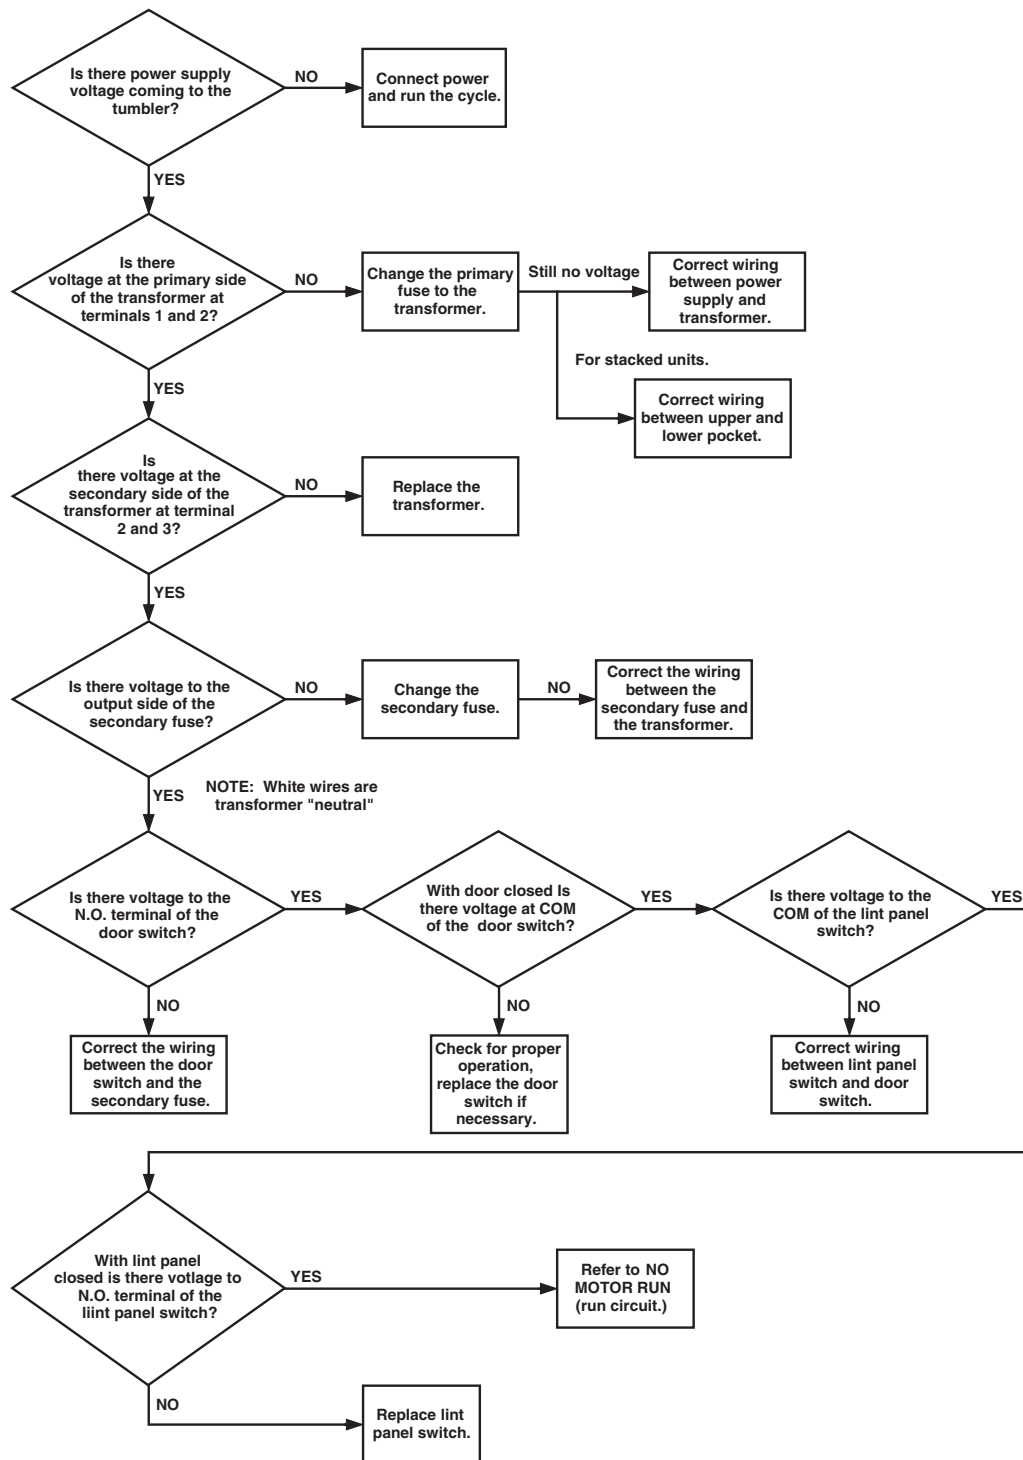 Is there power supply
voltage coming to the
tumbler?
NO
Connect power
and run the cycle.
YES
Is there
voltage at the primary side
of the transformer at
terminals 1 and 2?
NO
Change the primary
fuse to the
transformer.
Still no voltage
Correct wiring
between power
supply and
transformer.
For stacked units.
Correct wiring
between upper and
lower pocket.
YES
Is
there voltage at the
secondary side of the
transformer at terminal
2 and 3?
NO
Replace the
transformer.
YES
Is there voltage to the
output side of the
secondary fuse?
NO
Change the
secondary fuse.
NO
Correct the wiring
between the
secondary fuse and
the transformer.
YES
NOTE: White wires are
transformer "neutral"
Is there voltage to the
N.O. terminal of the
door switch?
YES
With door closed Is
there voltage at COM
of the door switch?
YES
Is there voltage to the
COM of the lint panel
switch?
YES
NO
Correct the wiring
between the door
switch and the
secondary fuse.
NO
Check for proper
operation,
replace the door
switch if
necessary.
NO
Correct wiring
between lint panel
switch and door
switch.
With lint panel
closed is there votlage to
N.O. terminal of the
liint panel switch?
YES
Refer to NO
MOTOR RUN
(run circuit.)
NO
Replace lint
panel switch.